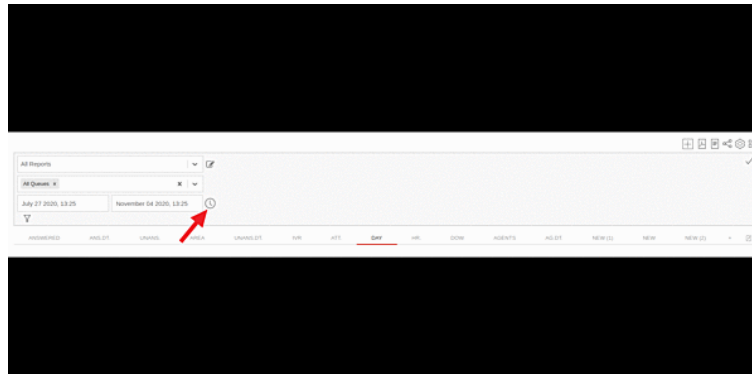 All Reports
All Queues x
July 27 2020, 13:25 November 04 2020, 13:25
ANSWERED ANS.DT. UNANS. AREA UNANS.DT. IVR ATT. DAY HR. DOW. AGENTS AG.DT. NEW (1) NEW NEW (2) +